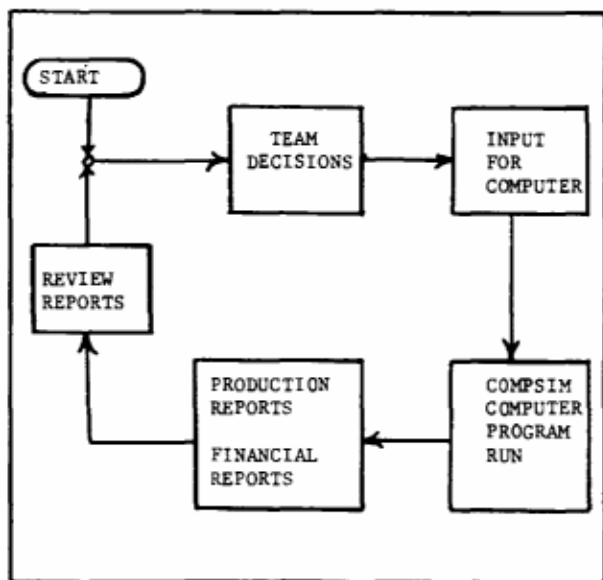 START
TEAM
DECISIONS
INPUT
FOR
COMPUTER
REVIEW
REPORTS
PRODUCTION
REPORTS
FINANCIAL
REPORTS
COMPSIM
COMPUTER
PROGRAM
RUN